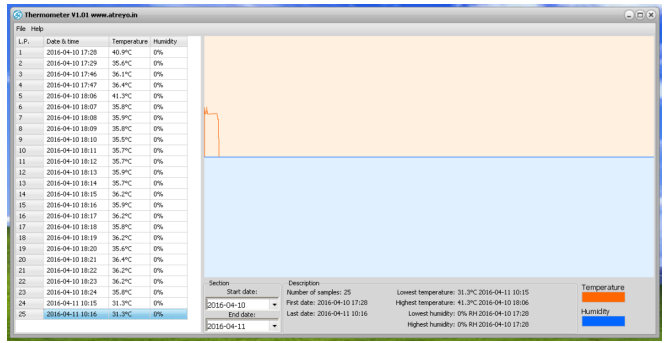 Thermometer V1.01 www.atreyo.in
File Help
L.P. Date & time Temperature Humidity
1 2016-04-10 17:28 40.9°C 0%
2 2016-04-10 17:29 35.6°C 0%
3 2016-04-10 17:46 36.1°C 0%
4 2016-04-10 17:47 36.4°C 0%
5 2016-04-10 18:06 41.3°C 0%
6 2016-04-10 18:07 35.8°C 0%
7 2016-04-10 18:08 35.9°C 0%
8 2016-04-10 18:09 35.8°C 0%
9 2016-04-10 18:10 35.5°C 0%
10 2016-04-10 18:11 35.7°C 0%
11 2016-04-10 18:12 35.7°C 0%
12 2016-04-10 18:13 35.9°C 0%
13 2016-04-10 18:14 35.7°C 0%
14 2016-04-10 18:15 36.2°C 0%
15 2016-04-10 18:16 35.9°C 0%
16 2016-04-10 18:17 36.2°C 0%
17 2016-04-10 18:18 35.8°C 0%
18 2016-04-10 18:19 36.2°C 0%
19 2016-04-10 18:20 35.6°C 0%
20 2016-04-10 18:21 36.4°C 0%
21 2016-04-10 18:22 36.2°C 0%
22 2016-04-10 18:23 36.2°C 0%
23 2016-04-10 18:24 35.8°C 0%
24 2016-04-11 10:15 31.3°C 0%
25 2016-04-11 10:16 31.3°C 0%
Section
Start date:
2016-04-10
End date:
2016-04-11
Description
Number of samples: 25
First date: 2016-04-10 17:28
Last date: 2016-04-11 10:16
Lowest temperature: 31.3°C 2016-04-11 10:15
Highest temperature: 41.3°C 2016-04-10 18:06
Lowest humidity: 0% RH 2016-04-10 17:28
Highest humidity: 0% RH 2016-04-10 17:28
Temperature
Humidity